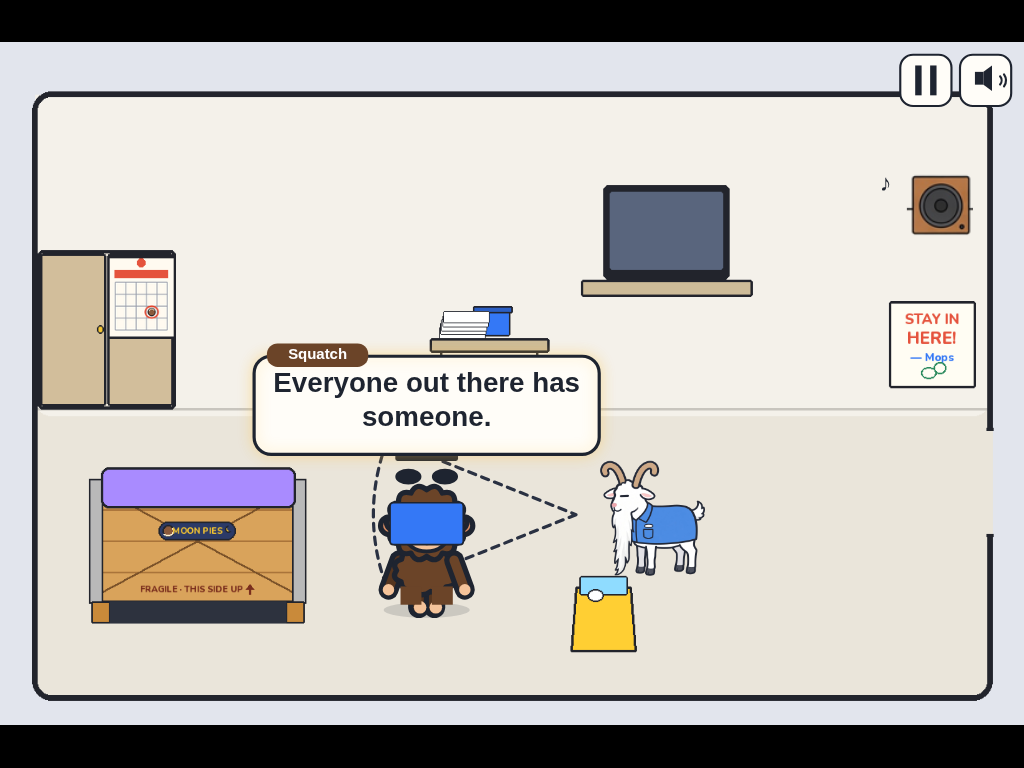 STAY IN
HERE!
— Mops
Squatch
Everyone out there has
someone.
MOON PIES
FRAGILE · THIS SIDE UP